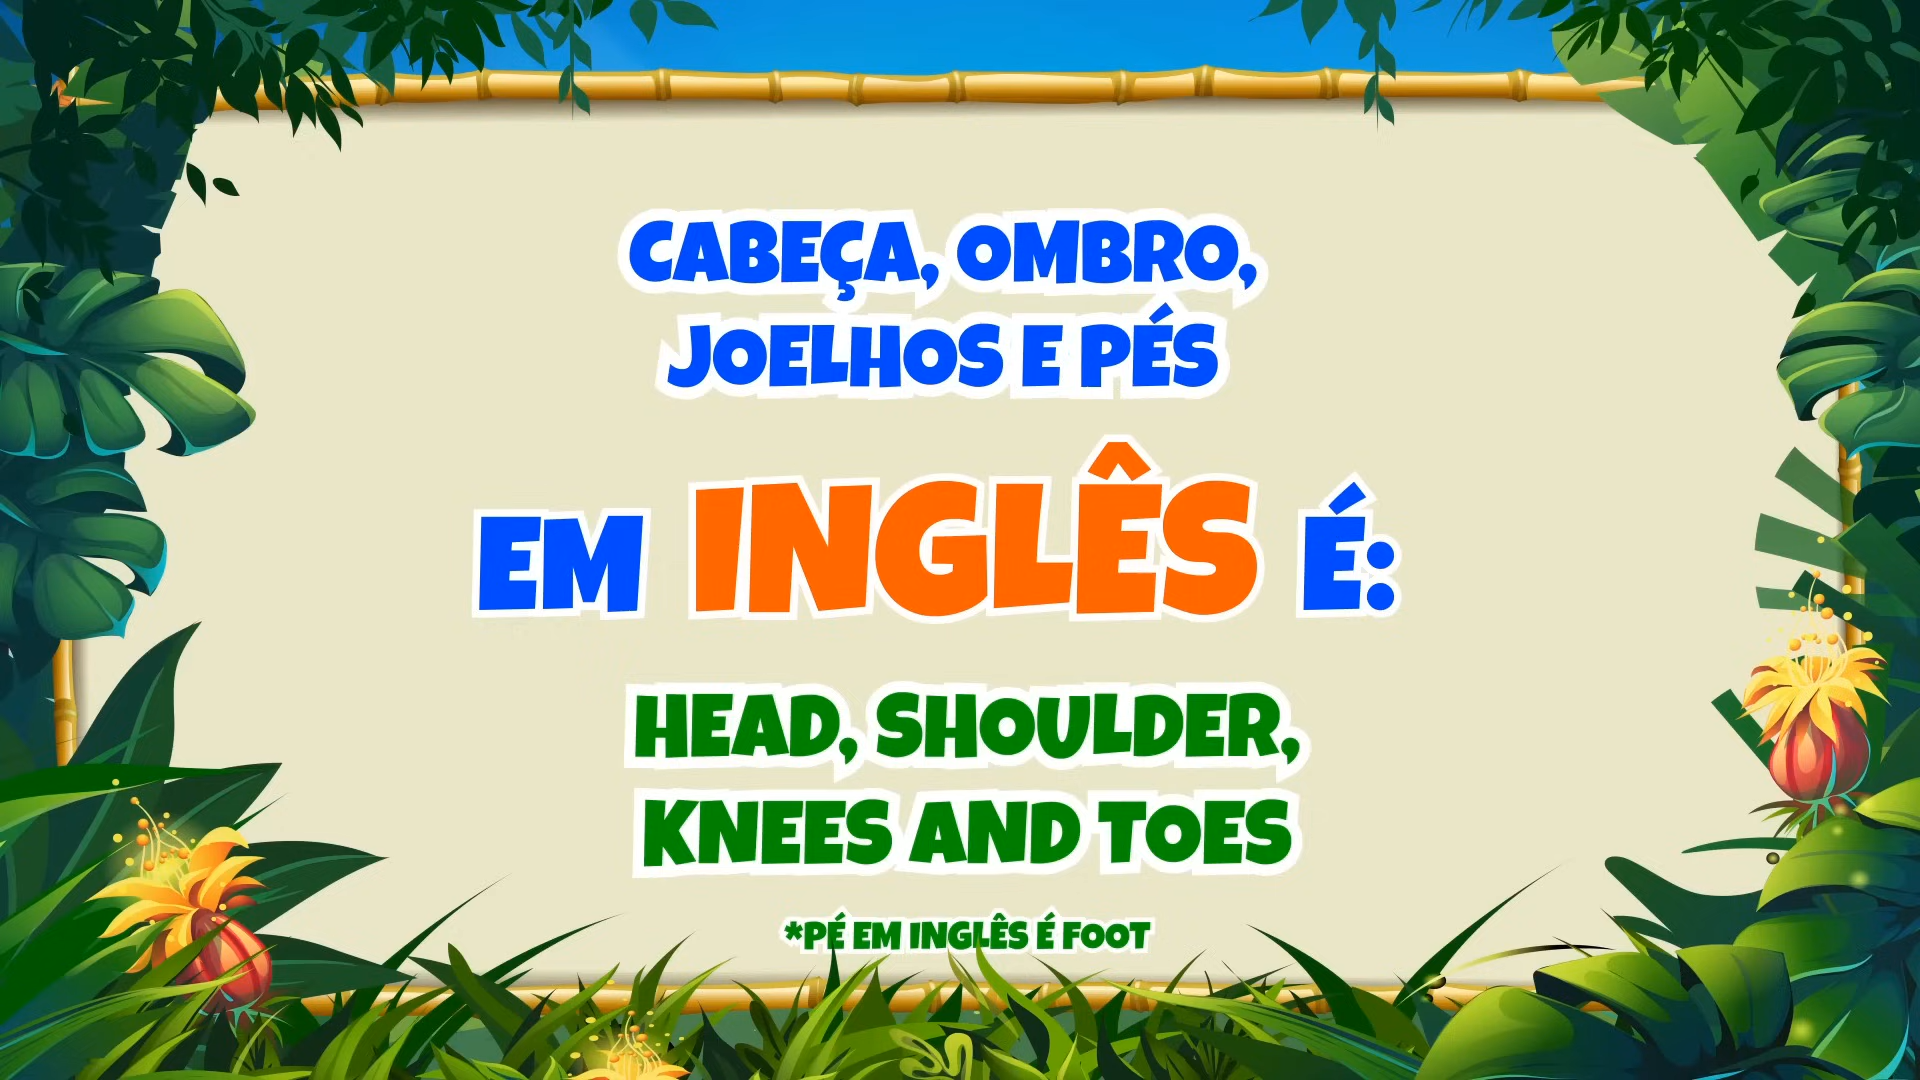 CABEÇA, OMBRO,
JOELHOS E PÉS
EM INGLÊS É:
HEAD, SHOULDER,
KNEES AND TOES
*PÉ EM INGLÊS É FOOT